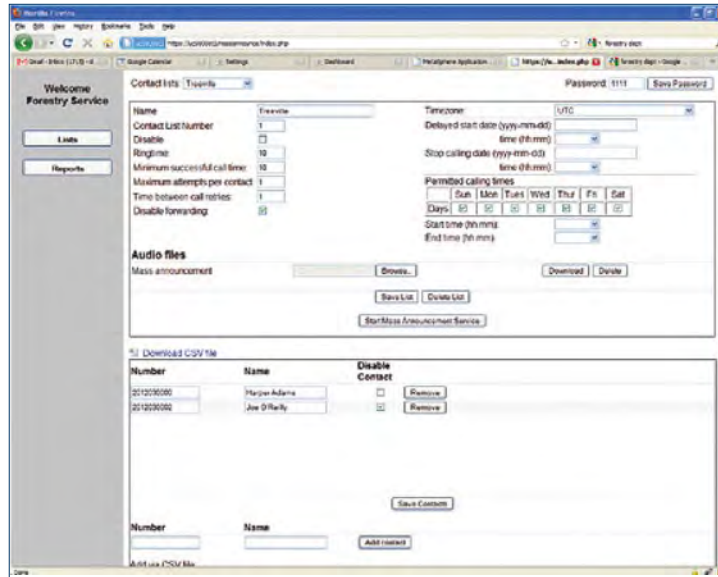 Mozilla Firefox
File Edit View History Bookmarks Tools Help
forestry dept
Google Calendar
Settings
Dashboard
Welcome
Forestry Service
Lists
Reports
Contact lists: Treeville
Password: 1111 Save Password
Name Treeville
Contact List Number 1
Disable
Ringtime: 10
Minimum successful call time: 10
Maximum attempts per contact: 1
Time between call retries: 1
Disable forwarding:
Timezone: UTC
Delayed start date (yyyy-mm-dd):
time (hh:mm):
Stop calling date (yyyy-mm-dd):
time (hh:mm):
Permitted calling times
Sun Mon Tues Wed Thu Fri Sat
Days
Start time (hh:mm):
End time (hh:mm):
Audio files
Mass announcement Browse... Download Delete
Save List Delete List
Start Mass Announcement Service
Download CSV file
Number Name Disable Contact
Harper Adams Remove
Joe O'Reilly Remove
Save Contacts
Number Name
Add contact
Add via CSV file
Done